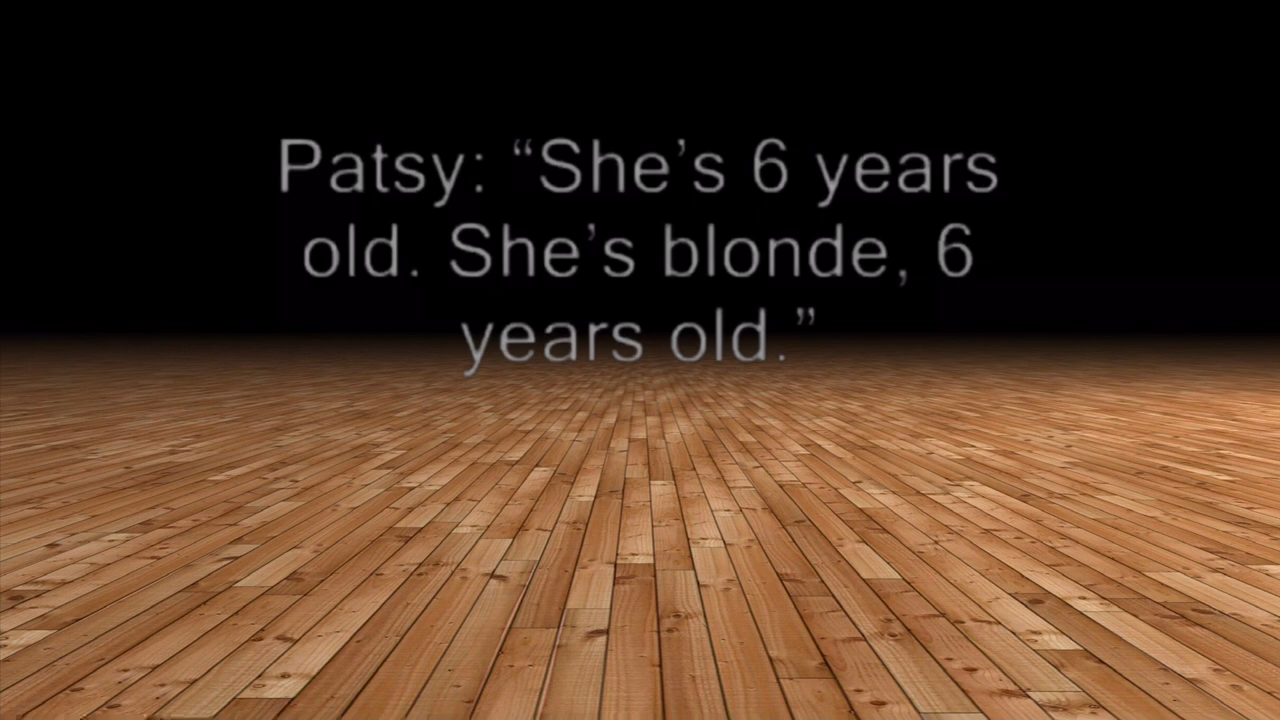 Patsy: “She’s 6 years
old. She’s blonde, 6
years old.”